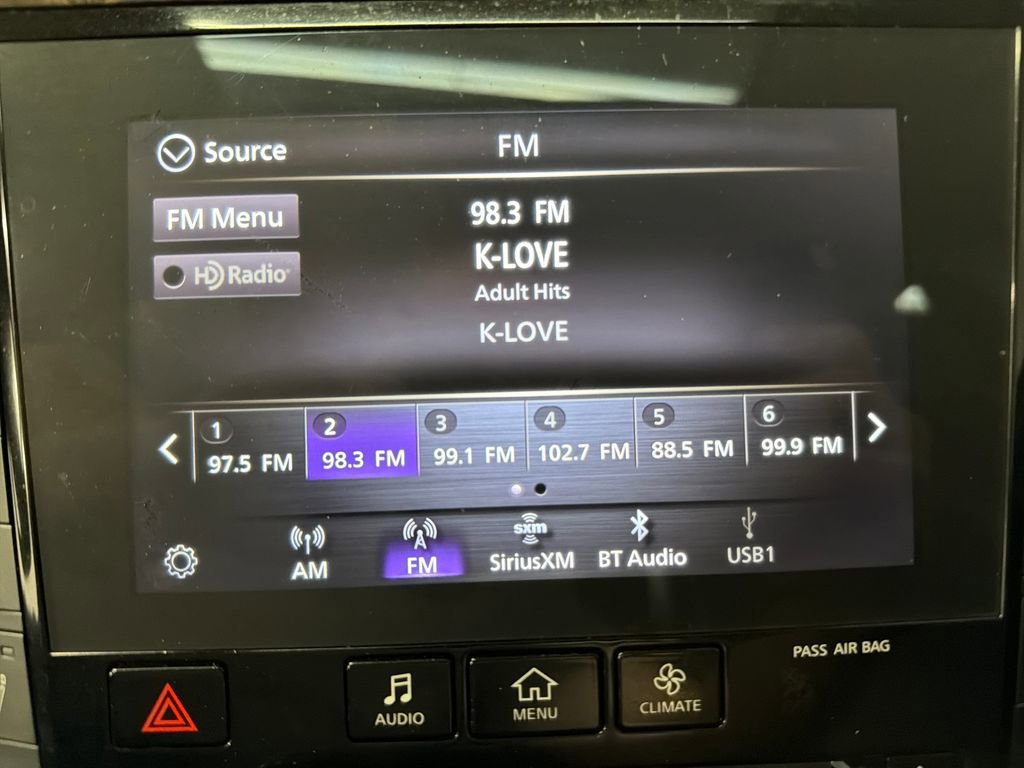 Source
FM
FM Menu
98.3 FM
K-LOVE
HD Radio
Adult Hits
K-LOVE
1
2
3
4
5
6
97.5 FM
98.3 FM
99.1 FM
102.7 FM
88.5 FM
99.9 FM
AM
FM
sxm
SiriusXM
BT Audio
USB1
PASS AIR BAG
AUDIO
MENU
CLIMATE